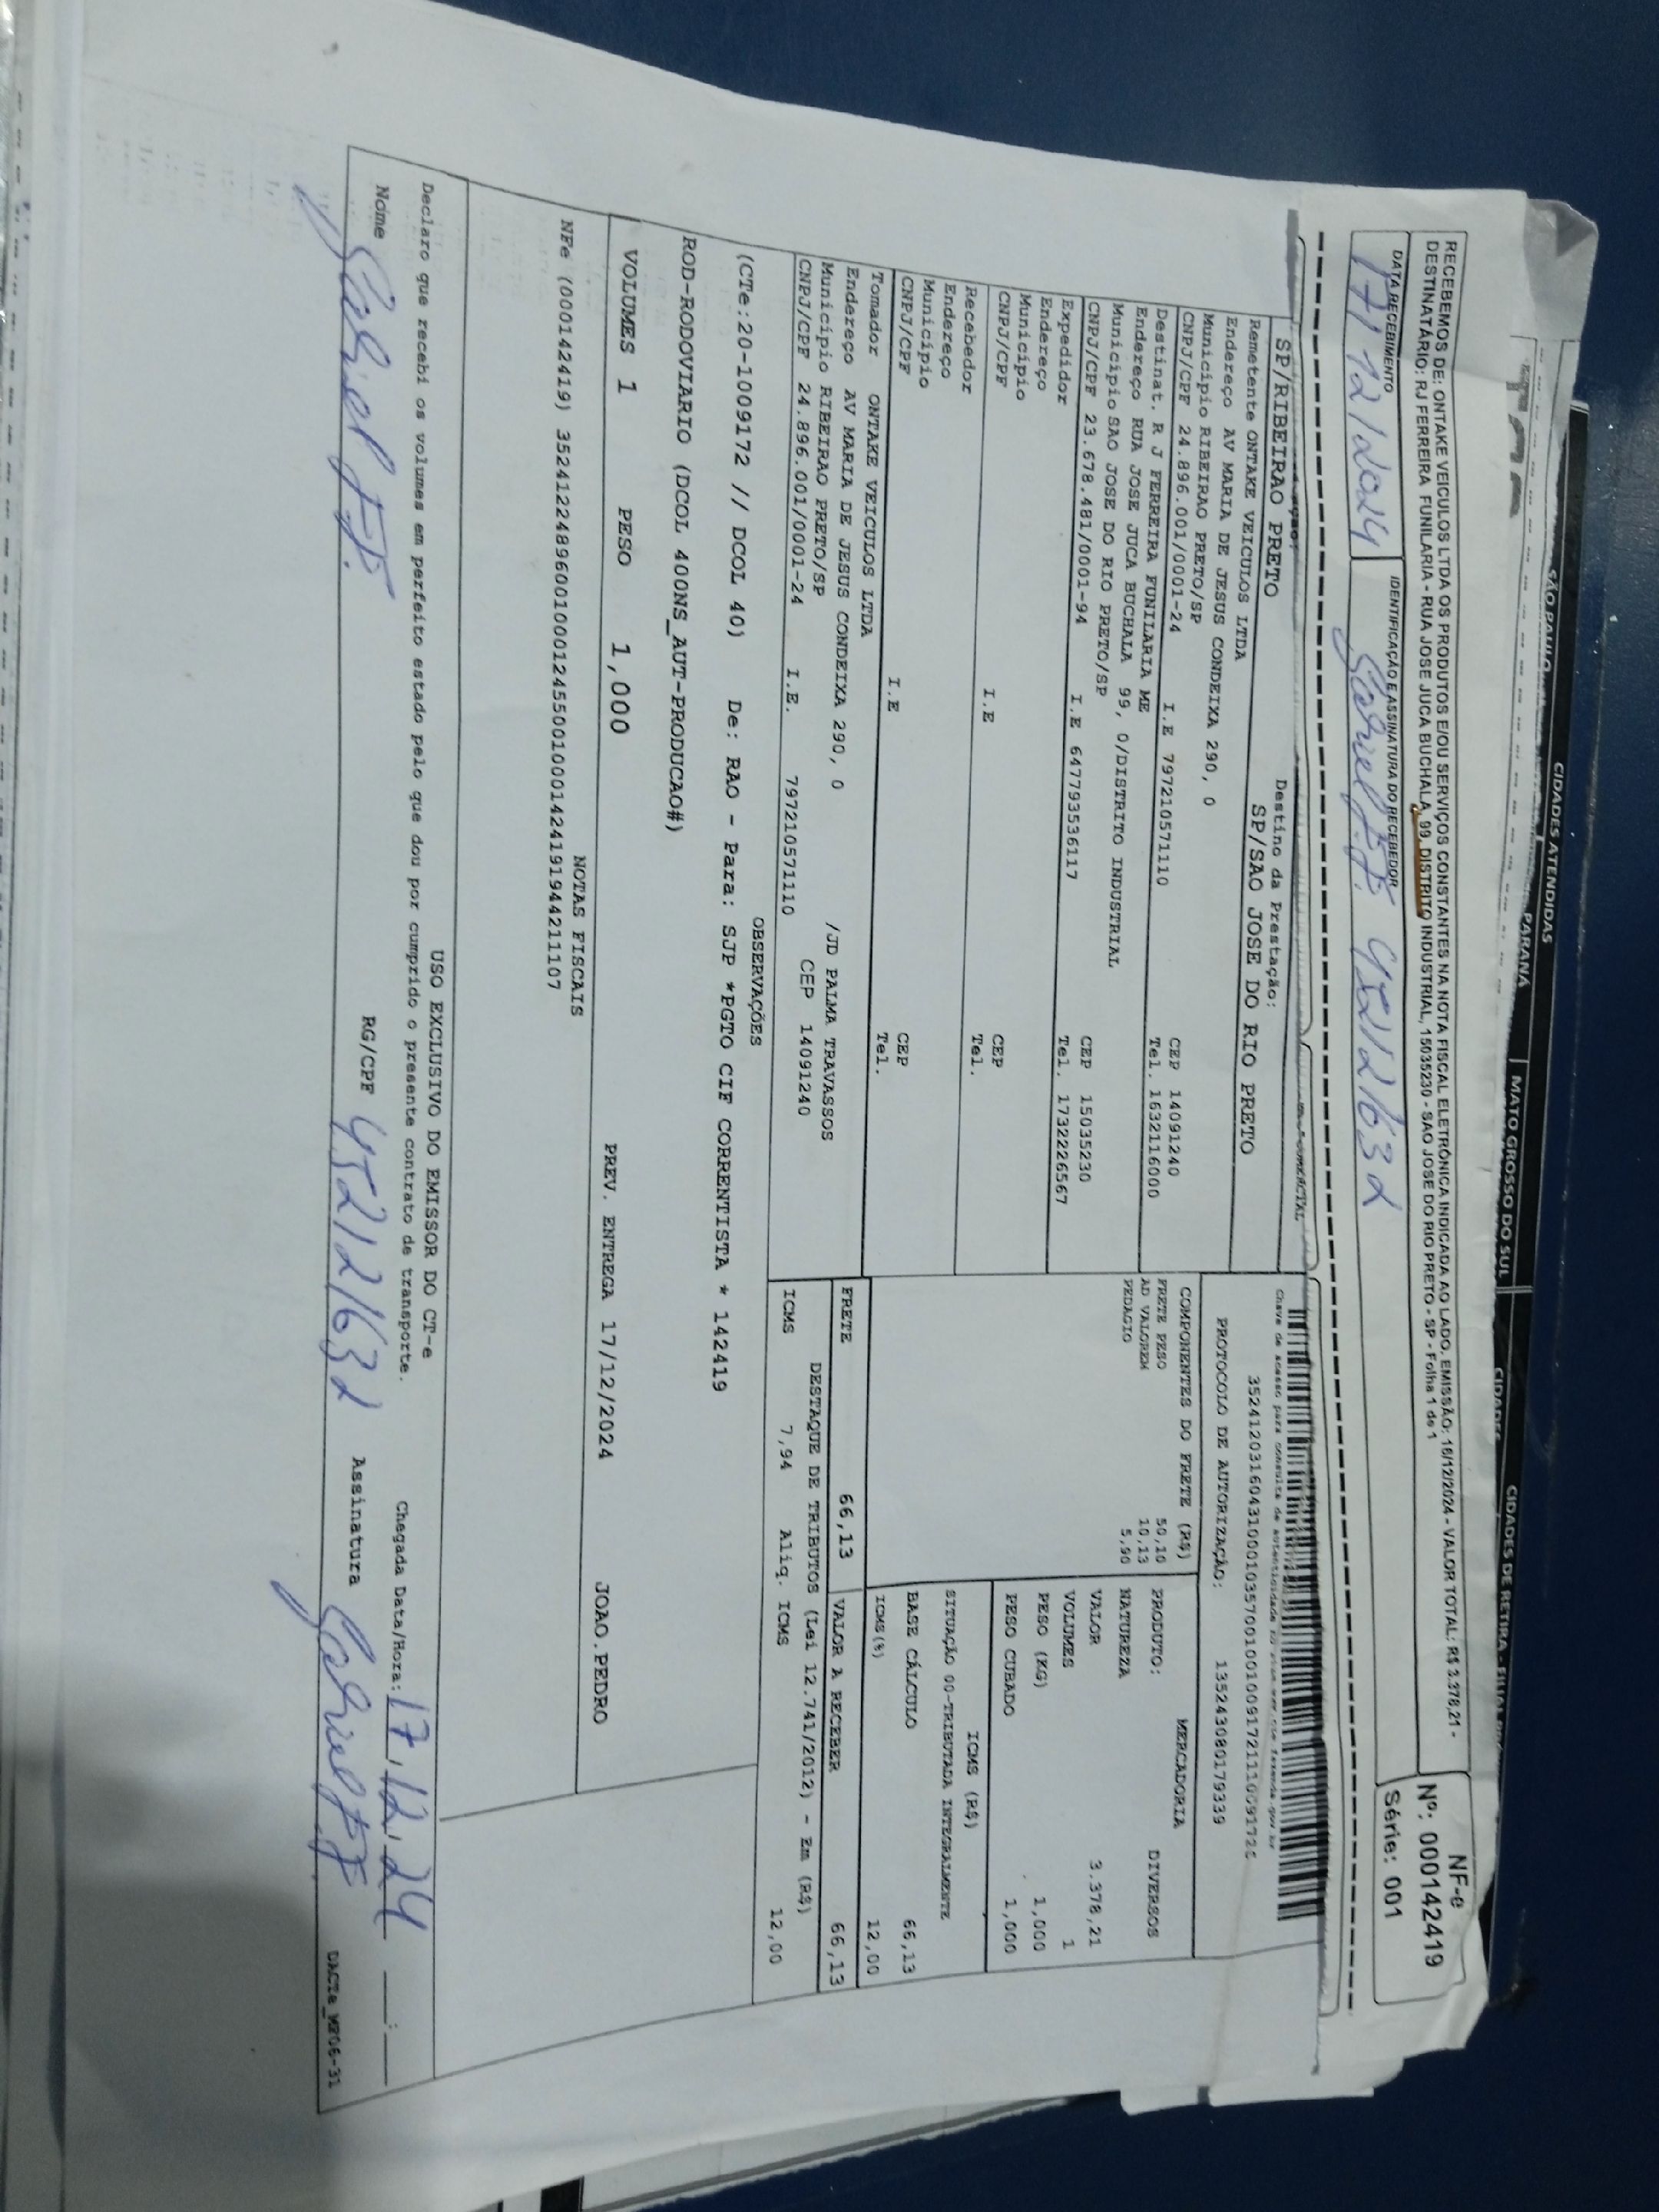 CIDADES ATENDIDAS
PARANÁ
MATO GROSSO DO SUL
RECEBEMOS DE: ONTAKE VEICULOS LTDA OS PRODUTOS E/OU SERVIÇOS CONSTANTES NA NOTA FISCAL ELETRÔNICA INDICADA AO LADO. EMISSÃO: 16/12/2024 - VALOR TOTAL: R$ 3.378,21 -
DESTINATÁRIO: RJ FERREIRA FUNILARIA - RUA JOSE JUCA BUCHALA, 99, DISTRITO INDUSTRIAL, 15035230 - SAO JOSE DO RIO PRETO - SP - Folha 1 de 1
NF-e
Nº: 000142419
Série: 001
DATA RECEBIMENTO
IDENTIFICAÇÃO E ASSINATURA DO RECEBEDOR
17/12/2024
Destino da Prestação:
SP/RIBEIRAO PRETO SP/SAO JOSE DO RIO PRETO
Remetente ONTAKE VEICULOS LTDA
Endereço AV MARIA DE JESUS CONDEIXA 290, 0
Município RIBEIRAO PRETO/SP CEP 14091240
CNPJ/CPF 24.896.001/0001-24 I.E 797210571110 Tel. 1632116000
Destinat. R J FERREIRA FUNILARIA ME
Endereço RUA JOSE JUCA BUCHALA 99, 0/DISTRITO INDUSTRIAL
Município SAO JOSE DO RIO PRETO/SP CEP 15035230
CNPJ/CPF 23.678.481/0001-94 I.E 647793536117 Tel. 1732226567
Expedidor
Endereço
Município CEP
CNPJ/CPF I.E Tel.
Recebedor
Endereço
Município CEP
CNPJ/CPF I.E Tel.
Tomador ONTAKE VEICULOS LTDA
Endereço AV MARIA DE JESUS CONDEIXA 290, 0 /JD PALMA TRAVASSOS
Município RIBEIRAO PRETO/SP CEP 14091240
CNPJ/CPF 24.896.001/0001-24 I.E. 797210571110
PROTOCOLO DE AUTORIZAÇÃO: 135243080179339
COMPONENTES DO FRETE (R$)
FRETE PESO 50,10
AD VALOREM 10,13
PEDAGIO 5,90
MERCADORIA
PRODUTO: DIVERSOS
NATUREZA
VALOR 3.378,21
VOLUMES 1
PESO (KG) 1,000
PESO CUBADO 1,000
ICMS (R$)
SITUAÇÃO 00-TRIBUTADA INTEGRALMENTE
BASE CÁLCULO 66,13
ICMS(%) 12,00
FRETE 66,13 VALOR A RECEBER 66,13
DESTAQUE DE TRIBUTOS (Lei 12.741/2012) - Em (R$)
ICMS 7,94 Aliq. ICMS 12,00
OBSERVAÇÕES
(CTe:20-1009172 // DCOL 40) De: RAO - Para: SJP *PGTO CIF CORRENTISTA * 142419
ROD-RODOVIARIO (DCOL 400NS_AUT-PRODUCAO#)
VOLUMES 1 PESO 1,000 PREV. ENTREGA 17/12/2024 JOAO.PEDRO
NOTAS FISCAIS
NFe (000142419) 35241224896001000124550010001424191944211107
USO EXCLUSIVO DO EMISSOR DO CT-e
Declaro que recebi os volumes em perfeito estado pelo que dou por cumprido o presente contrato de transporte. Chegada Data/Hora: 17.12.24
Nome RG/CPF Assinatura
DACTe_MP06-31